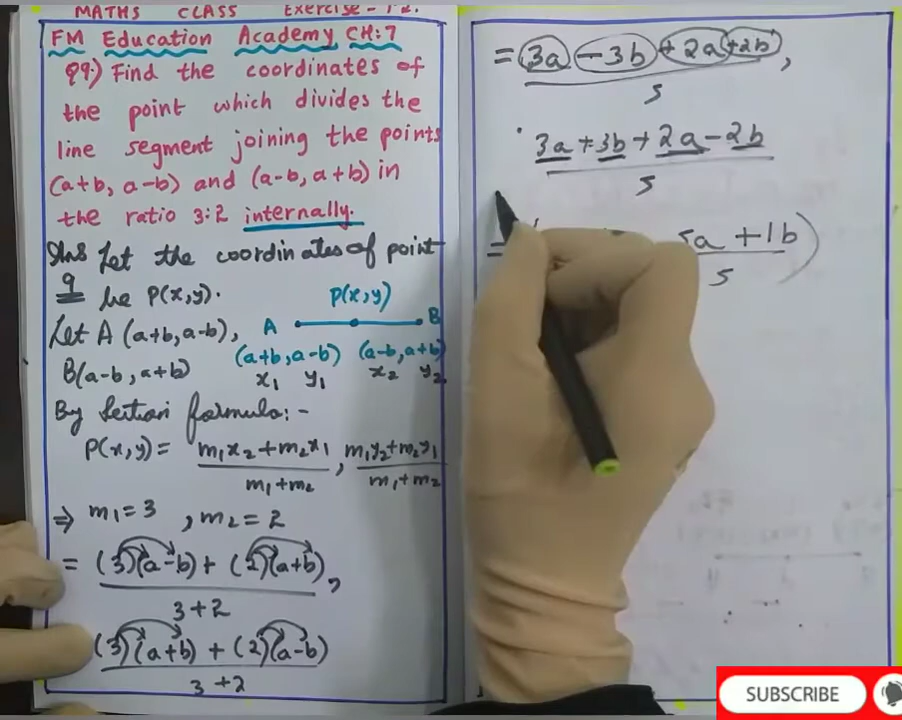 MATHS CLASS Exercise-1.2.
FM Education Academy CH:7
Q9.) Find the coordinates of
the point which divides the
line segment joining the points
(a+b, a-b) and (a-b, a+b) in
the ratio 3:2 internally.
Ans Let the coordinates of point
9 be P(x,y).
Let A (a+b, a-b),
B(a-b, a+b)
P(x,y)
A B
(a+b, a-b) (a-b, a+b)
x₁ y₁ x₂ y₂
By Section formula:-
P(x,y) = m₁x₂+m₂x₁ , m₁y₂+m₂y₁
m₁+m₂ m₁+m₂
⇒ m₁=3 , m₂=2
= (3)(a-b) + (2)(a+b) ,
3+2
(3)(a+b) + (2)(a-b)
3+2
= 3a -3b +2a +2b ,
5
3a +3b +2a -2b
5
5a +1b )
5
SUBSCRIBE